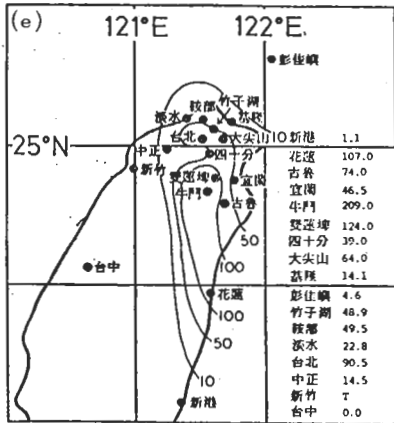 (e)
121°E
122°E
彭佳嶼
竹子湖
鞍部
淡水
基隆
台北
大尖山
10
25°N
中正
四十分
新竹
雙連埤
宜蘭
牛鬥
古魯
50
台中
100
花蓮
100
50
10
新港
新港 1.1
花蓮 107.0
古魯 74.0
宜蘭 46.5
牛鬥 209.0
雙連埤 124.0
四十分 39.0
大尖山 64.0
基隆 14.1
彭佳嶼 4.6
竹子湖 48.9
鞍部 49.5
淡水 22.8
台北 90.5
中正 14.5
新竹 T
台中 0.0